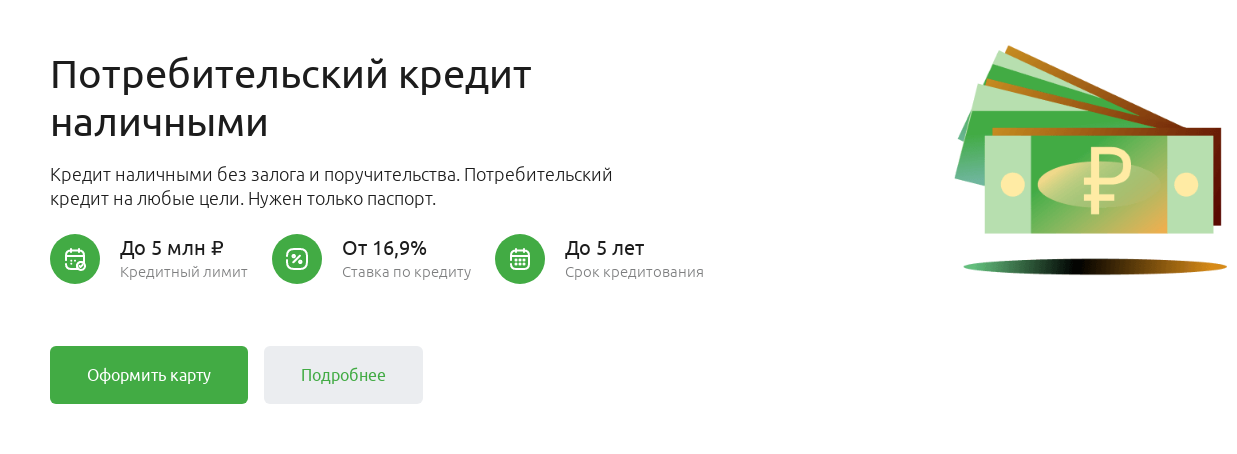 Потребительский кредит
наличными
Кредит наличными без залога и поручительства. Потребительский
кредит на любые цели. Нужен только паспорт.
До 5 млн ₽
Кредитный лимит
От 16,9%
Ставка по кредиту
До 5 лет
Срок кредитования
Оформить карту
Подробнее
₽